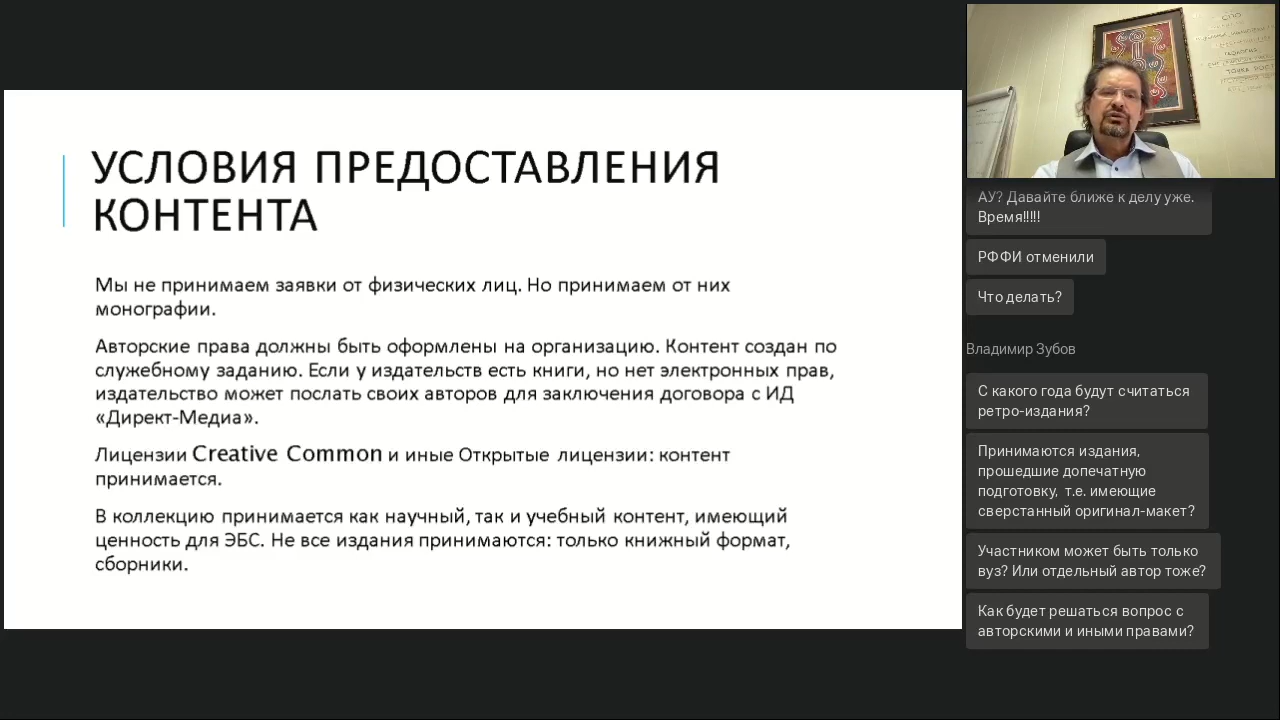 УСЛОВИЯ ПРЕДОСТАВЛЕНИЯ
КОНТЕНТА
Мы не принимаем заявки от физических лиц. Но принимаем от них
монографии.
Авторские права должны быть оформлены на организацию. Контент создан по
служебному заданию. Если у издательств есть книги, но нет электронных прав,
издательство может послать своих авторов для заключения договора с ИД
«Директ-Медиа».
Лицензии Creative Common и иные Открытые лицензии: контент
принимается.
В коллекцию принимается как научный, так и учебный контент, имеющий
ценность для ЭБС. Не все издания принимаются: только книжный формат,
сборники.
СПО
АУ? Давайте ближе к делу уже.
Время!!!!!
РФФИ отменили
Что делать?
Владимир Зубов
С какого года будут считаться
ретро-издания?
Принимаются издания,
прошедшие допечатную
подготовку, т.е. имеющие
сверстанный оригинал-макет?
Участником может быть только
вуз? Или отдельный автор тоже?
Как будет решаться вопрос с
авторскими и иными правами?